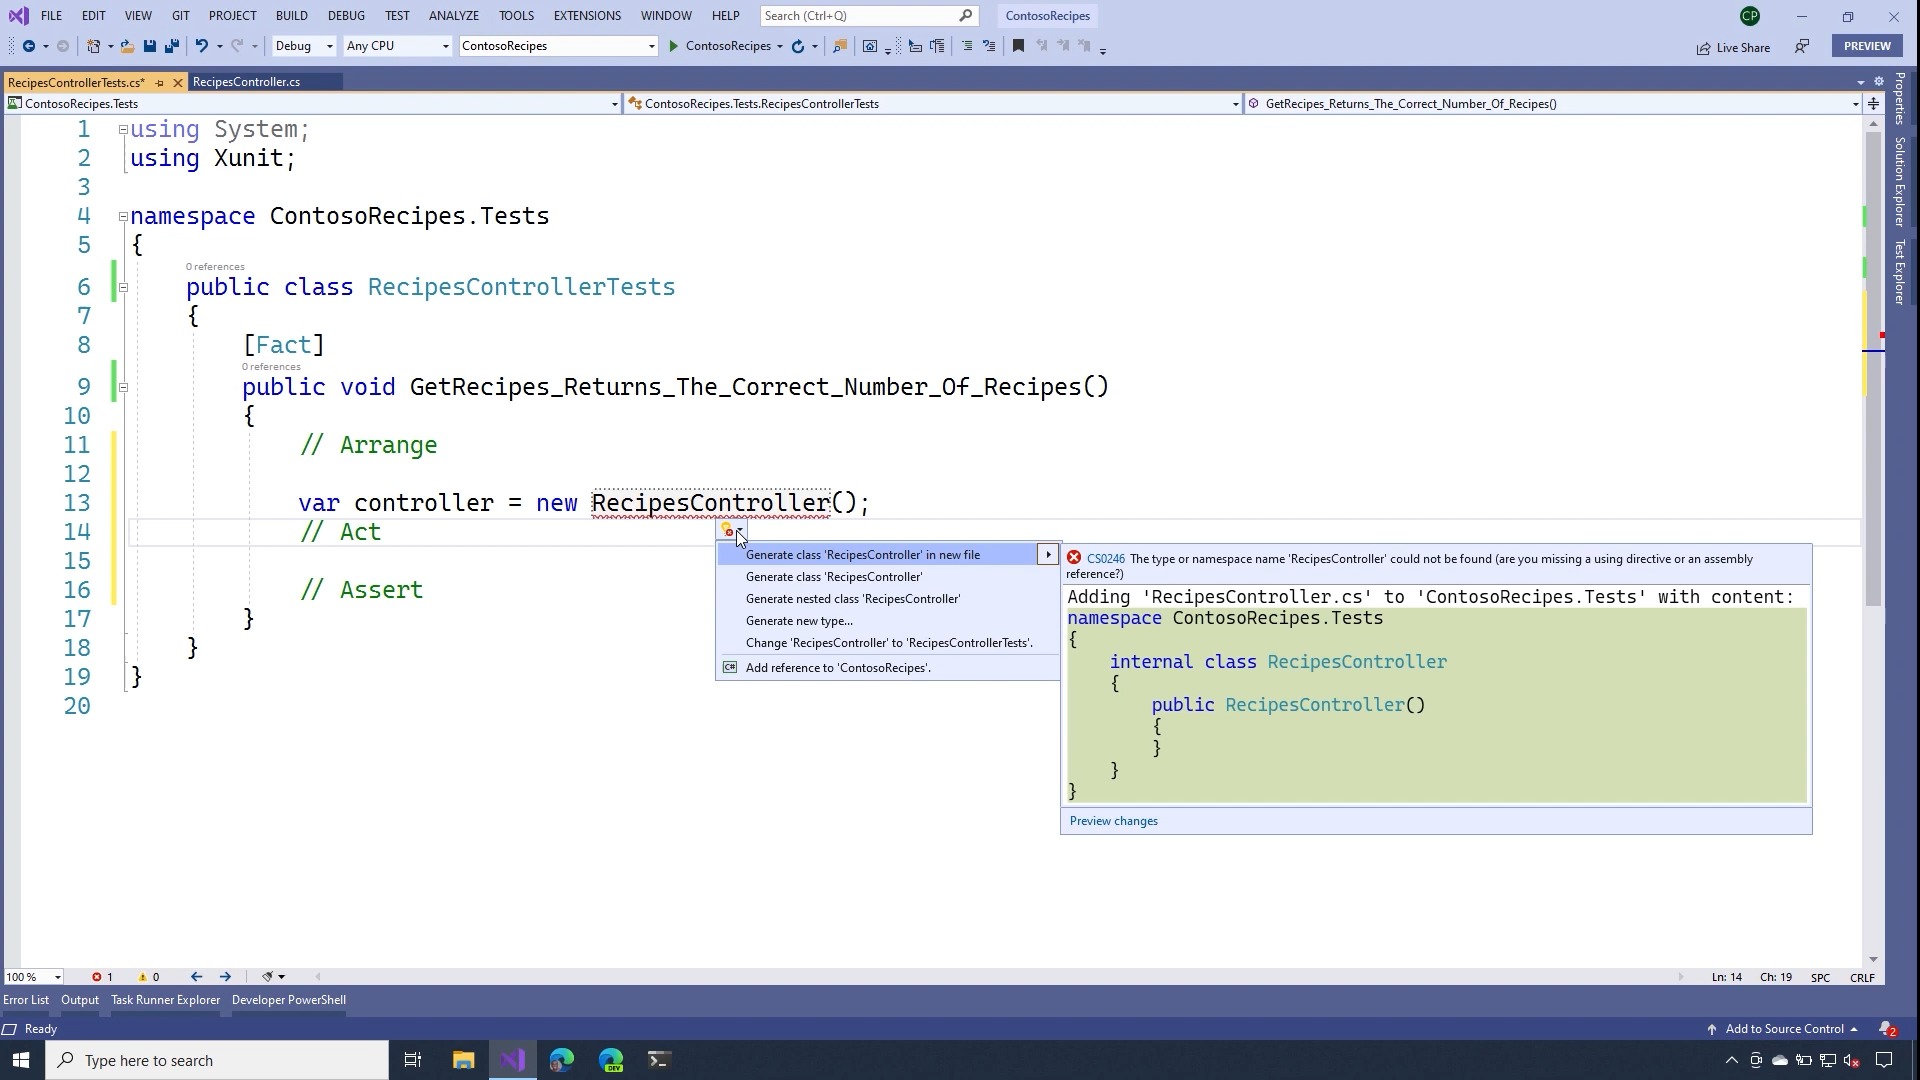 FILE EDIT VIEW GIT PROJECT BUILD DEBUG TEST ANALYZE TOOLS EXTENSIONS WINDOW HELP Search (Ctrl+Q) ContosoRecipes CP
Debug Any CPU ContosoRecipes ContosoRecipes Live Share PREVIEW
RecipesControllerTests.cs* RecipesController.cs
ContosoRecipes.Tests ContosoRecipes.Tests.RecipesControllerTests GetRecipes_Returns_The_Correct_Number_Of_Recipes()
1 using System;
2 using Xunit;
3
4 namespace ContosoRecipes.Tests
5 {
0 references
6 public class RecipesControllerTests
7 {
8 [Fact]
0 references
9 public void GetRecipes_Returns_The_Correct_Number_Of_Recipes()
10 {
11 // Arrange
12
13 var controller = new RecipesController();
14 // Act
15
16 // Assert
17 }
18 }
19 }
20
Generate class 'RecipesController' in new file
Generate class 'RecipesController'
Generate nested class 'RecipesController'
Generate new type...
Change 'RecipesController' to 'RecipesControllerTests'.
C# Add reference to 'ContosoRecipes'.
CS0246 The type or namespace name 'RecipesController' could not be found (are you missing a using directive or an assembly
reference?)
Adding 'RecipesController.cs' to 'ContosoRecipes.Tests' with content:
namespace ContosoRecipes.Tests
{
internal class RecipesController
{
public RecipesController()
{
}
}
}
Preview changes
Properties
Solution Explorer
Test Explorer
100 % 1 0 Ln: 14 Ch: 19 SPC CRLF
Error List Output Task Runner Explorer Developer PowerShell
Ready Add to Source Control 2
Type here to search DEV